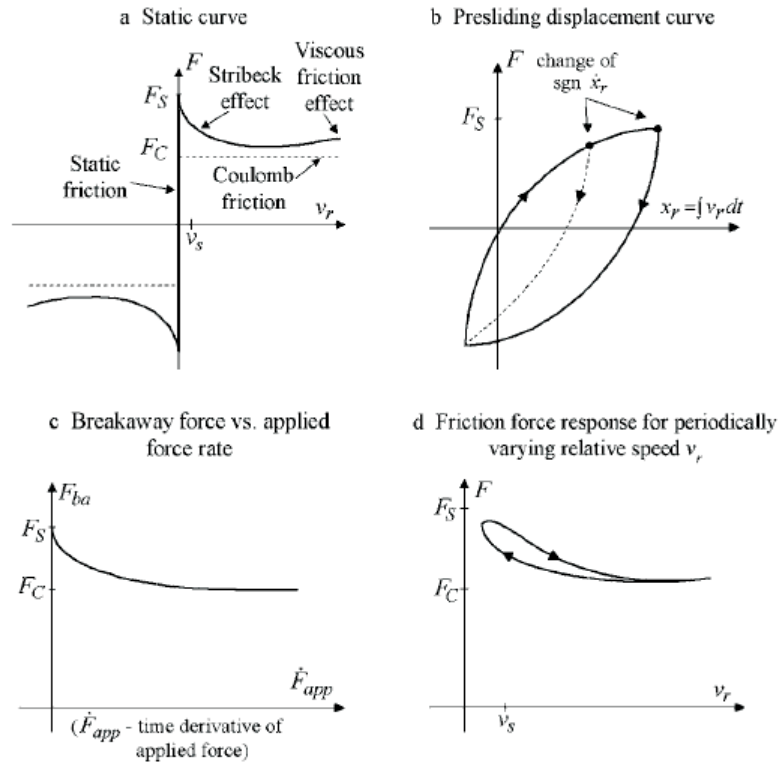 a Static curve
F
F_S
F_C
Stribeck
effect
Viscous
friction
effect
Static
friction
Coulomb
friction
v_r
v_s
b Presliding displacement curve
F
change of
sgn ẋ_r
F_S
x_r = ∫ v_r dt
c Breakaway force vs. applied
force rate
F_ba
F_S
F_C
Ḟ_app
(Ḟ_app - time derivative of
applied force)
d Friction force response for periodically
varying relative speed v_r
F
F_S
F_C
v_s
v_r